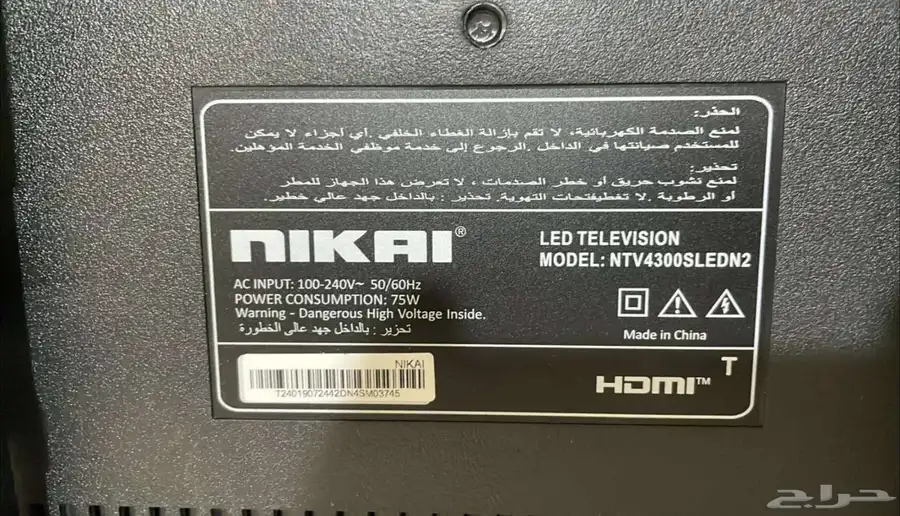 الحذر:
لمنع الصدمة الكهربائية، لا تقم بإزالة الغطاء الخلفي .أي أجزاء لا يمكن
للمستخدم صيانتها في الداخل .الرجوع إلى خدمة موظفي الخدمة المؤهلين.
تحذير:
لمنع نشوب حريق أو خطر الصدمات ، لا تعرض هذا الجهاز للمطر
أو الرطوبة .لا تغطيفتحات التهوية. تحذير : بالداخل جهد عالي خطير.
NIKAI®
LED TELEVISION
MODEL: NTV4300SLEDN2
AC INPUT: 100-240V~ 50/60Hz
POWER CONSUMPTION: 75W
Warning - Dangerous High Voltage Inside.
تحزير : بالداخل جهد عالى الخطورة
Made in China
NIKAI
T24019072442DN4SM03745
T
HDMI™
حراج